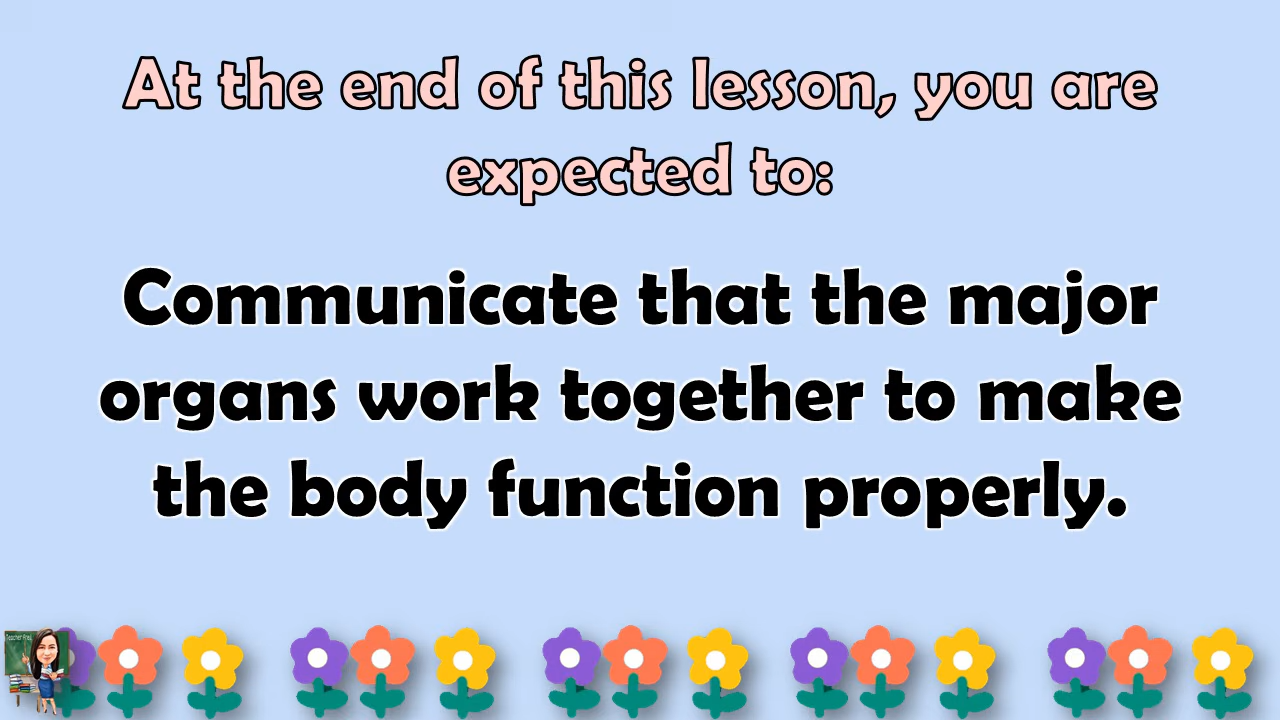 At the end of this lesson, you are
expected to:
Communicate that the major
organs work together to make
the body function properly.